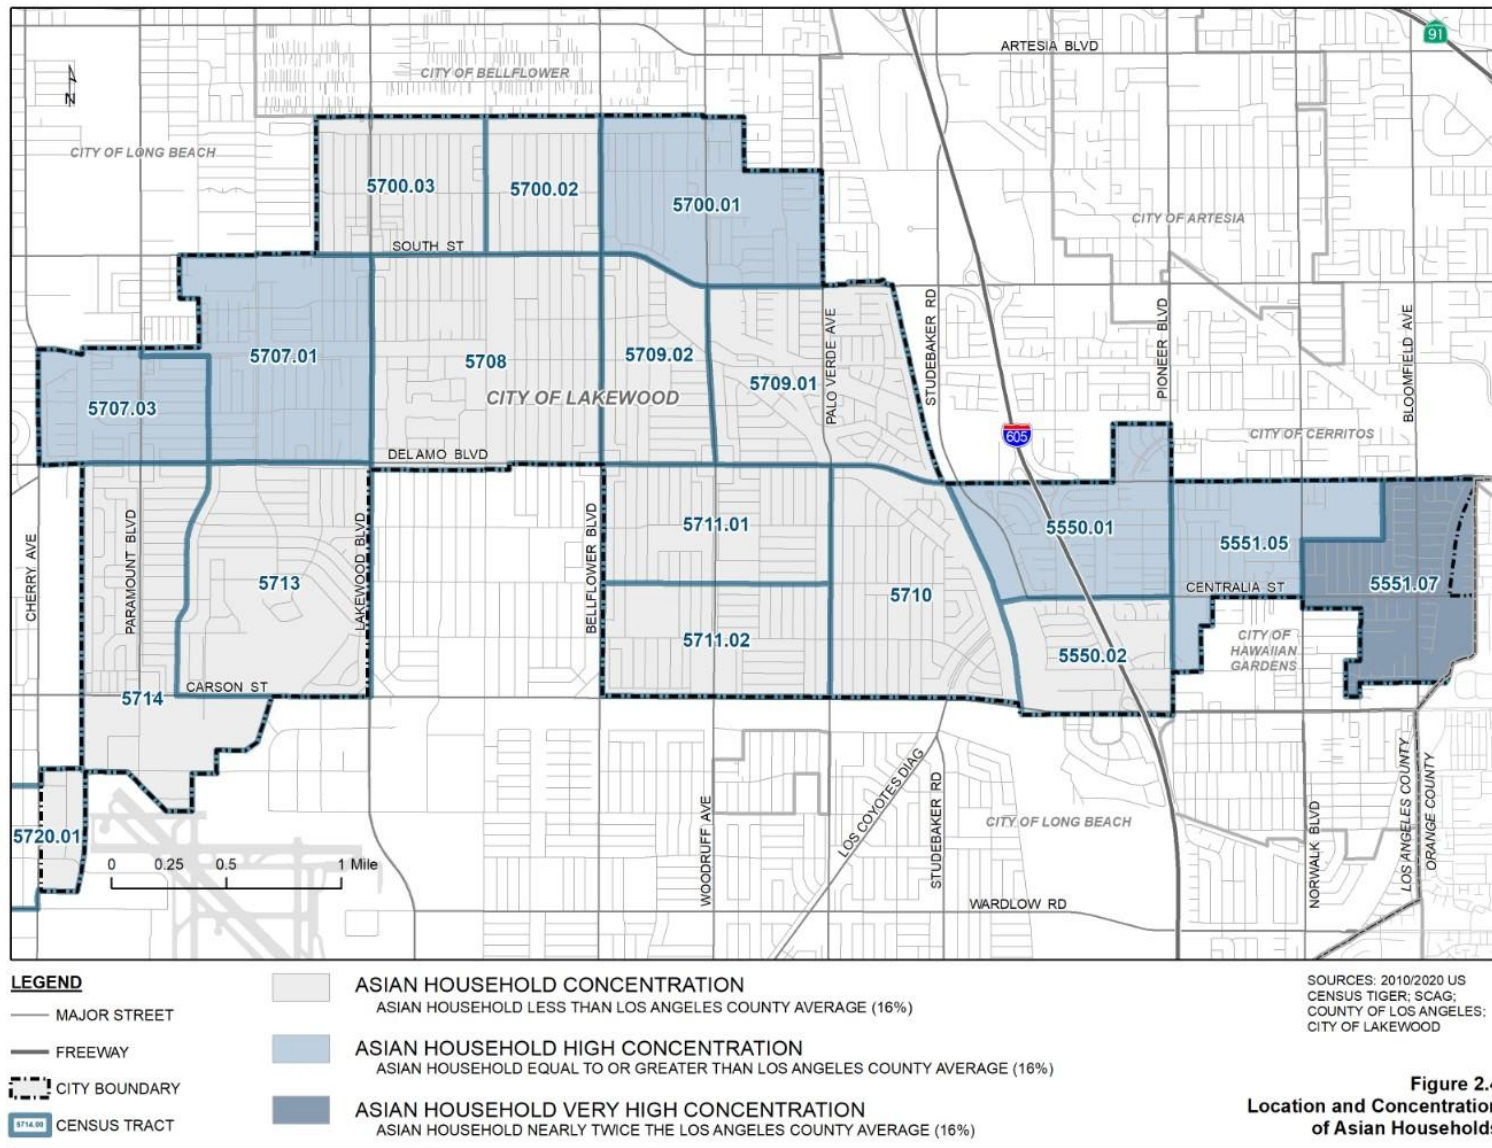 ARTESIA BLVD
91
CITY OF BELLFLOWER
N
CITY OF LONG BEACH
5700.03
5700.02
5700.01
CITY OF ARTESIA
SOUTH ST
STUDEBAKER RD
PIONEER BLVD
BLOOMFIELD AVE
PALO VERDE AVE
5707.01
5708
5709.02
5709.01
CITY OF LAKEWOOD
5707.03
605
CITY OF CERRITOS
DEL AMO BLVD
CHERRY AVE
PARAMOUNT BLVD
LAKEWOOD BLVD
BELLFLOWER BLVD
5711.01
5550.01
5551.05
5713
CENTRALIA ST
5551.07
5710
5711.02
5550.02
CITY OF
HAWAIIAN
GARDENS
CARSON ST
5714
LOS ANGELES COUNTY
ORANGE COUNTY
5720.01
WOODRUFF AVE
LOS COYOTES DIAG
STUDEBAKER RD
CITY OF LONG BEACH
NORWALK BLVD
0 0.25 0.5 1 Mile
WARDLOW RD
LEGEND
MAJOR STREET
FREEWAY
CITY BOUNDARY
5714.00
CENSUS TRACT
ASIAN HOUSEHOLD CONCENTRATION
ASIAN HOUSEHOLD LESS THAN LOS ANGELES COUNTY AVERAGE (16%)
ASIAN HOUSEHOLD HIGH CONCENTRATION
ASIAN HOUSEHOLD EQUAL TO OR GREATER THAN LOS ANGELES COUNTY AVERAGE (16%)
ASIAN HOUSEHOLD VERY HIGH CONCENTRATION
ASIAN HOUSEHOLD NEARLY TWICE THE LOS ANGELES COUNTY AVERAGE (16%)
SOURCES: 2010/2020 US
CENSUS TIGER; SCAG;
COUNTY OF LOS ANGELES;
CITY OF LAKEWOOD
Figure 2.4
Location and Concentration
of Asian Households